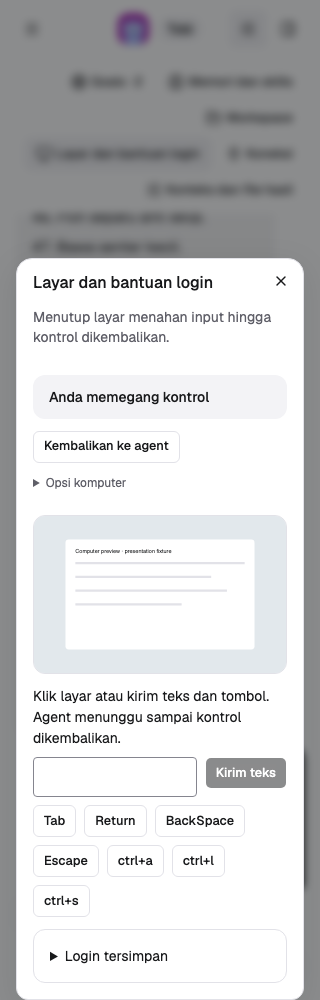 Layar dan bantuan login
Menutup layar menahan input hingga
kontrol dikembalikan.
Anda memegang kontrol
Kembalikan ke agent
Opsi komputer
Computer preview · presentation fixture
Klik layar atau kirim teks dan tombol.
Agent menunggu sampai kontrol
dikembalikan.
Kirim teks
Tab Return BackSpace
Escape ctrl+a ctrl+l
ctrl+s
Login tersimpan